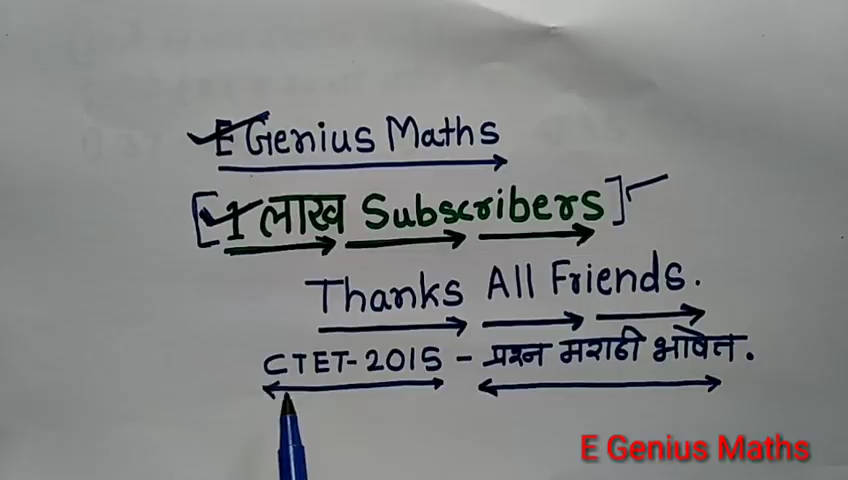 E Genius Maths
[1 लाख Subscribers]
Thanks All Friends.
CTET-2015 - प्रश्न मराठी भाषेत.
E Genius Maths